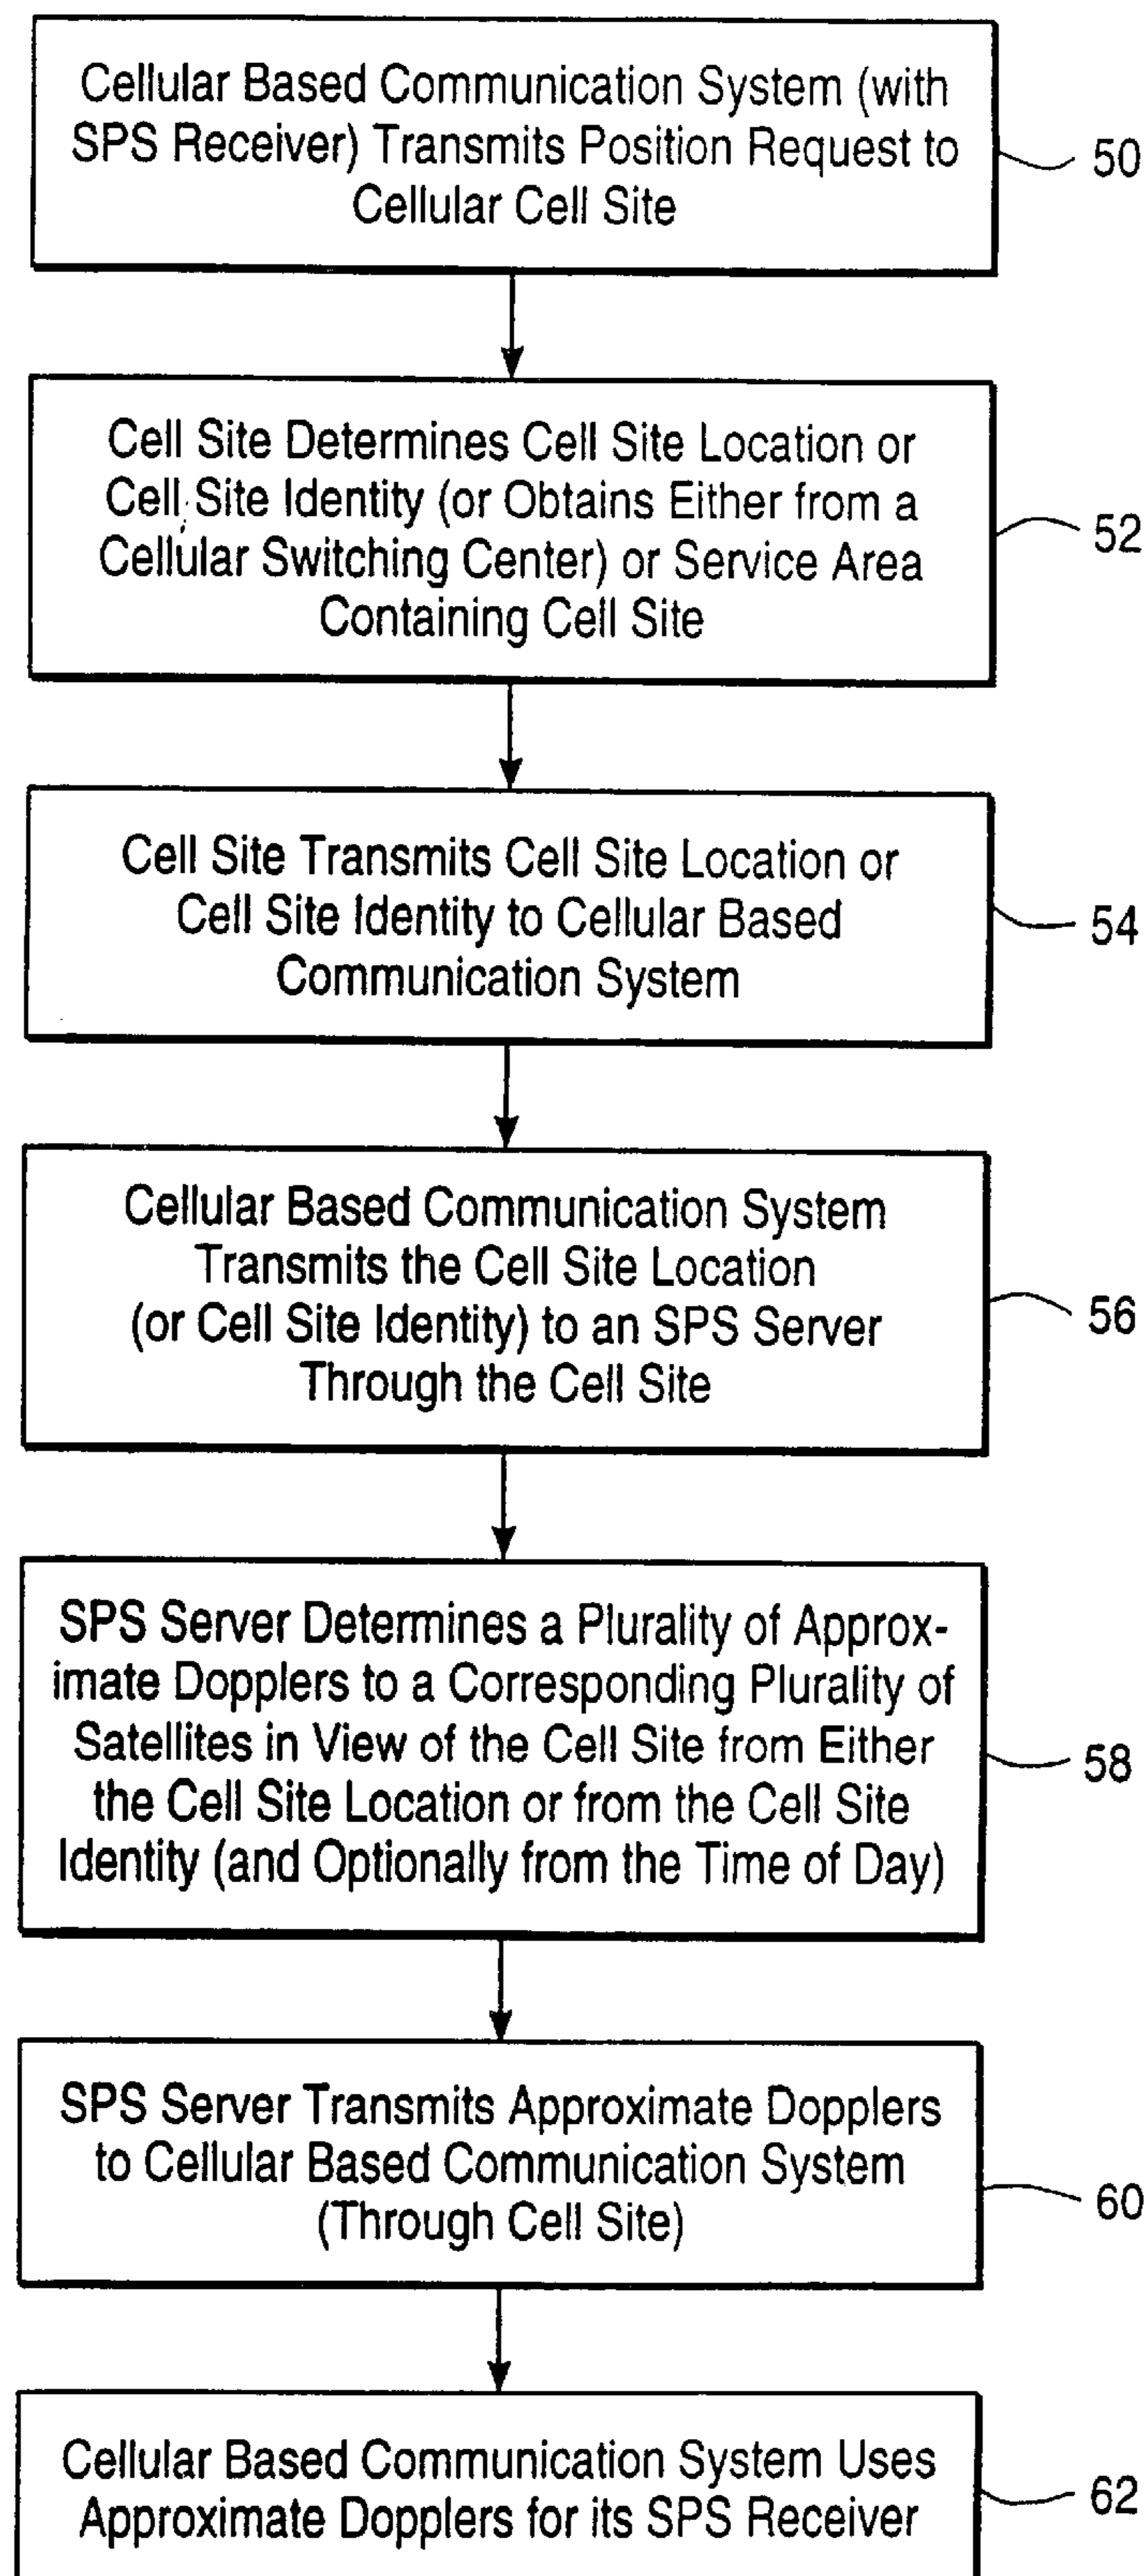 Cellular Based Communication System (with
SPS Receiver) Transmits Position Request to
Cellular Cell Site
50
Cell Site Determines Cell Site Location or
Cell Site Identity (or Obtains Either from a
Cellular Switching Center) or Service Area
Containing Cell Site
52
Cell Site Transmits Cell Site Location or
Cell Site Identity to Cellular Based
Communication System
54
Cellular Based Communication System
Transmits the Cell Site Location
(or Cell Site Identity) to an SPS Server
Through the Cell Site
56
SPS Server Determines a Plurality of Approx-
imate Dopplers to a Corresponding Plurality of
Satellites in View of the Cell Site from Either
the Cell Site Location or from the Cell Site
Identity (and Optionally from the Time of Day)
58
SPS Server Transmits Approximate Dopplers
to Cellular Based Communication System
(Through Cell Site)
60
Cellular Based Communication System Uses
Approximate Dopplers for its SPS Receiver
62